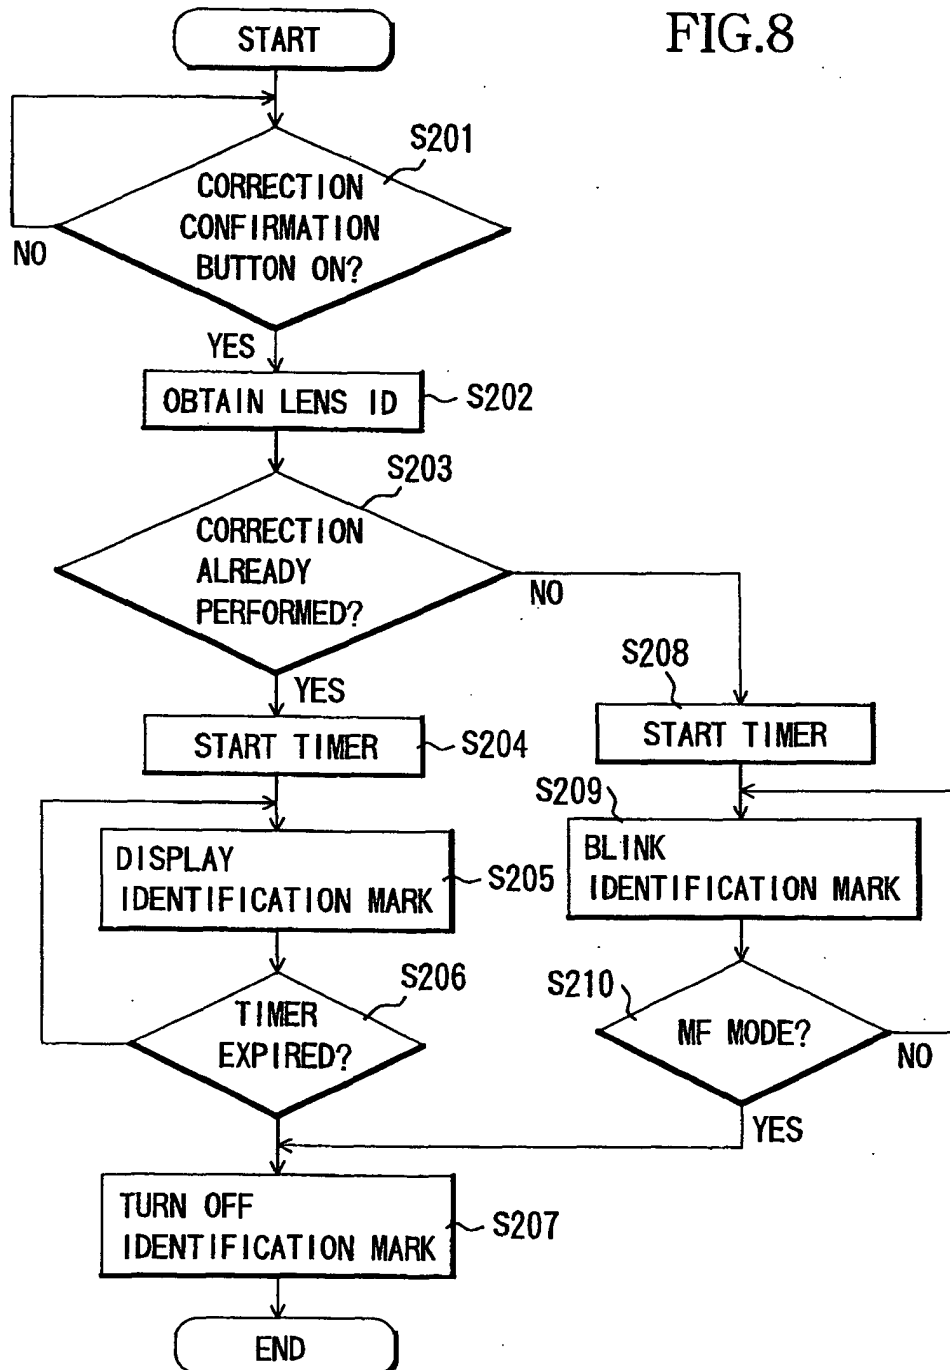 FIG.8
START
S201
CORRECTION
CONFIRMATION
BUTTON ON?
NO
YES
OBTAIN LENS ID
S202
S203
CORRECTION
ALREADY
PERFORMED?
NO
YES
START TIMER
S204
S208
START TIMER
DISPLAY
IDENTIFICATION MARK
S205
S209
BLINK
IDENTIFICATION MARK
S206
TIMER
EXPIRED?
S210
MF MODE?
NO
YES
TURN OFF
IDENTIFICATION MARK
S207
END